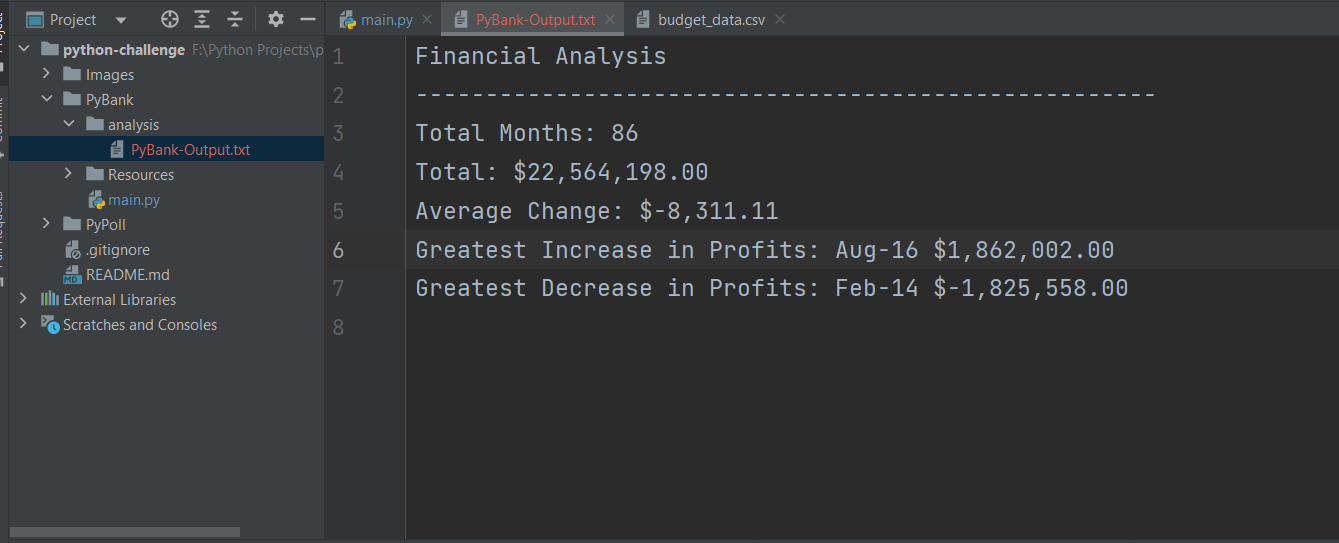 Project
main.py
PyBank-Output.txt
budget_data.csv
python-challenge F:\Python Projects\p
Images
PyBank
analysis
PyBank-Output.txt
Resources
main.py
PyPoll
.gitignore
MD README.md
External Libraries
Scratches and Consoles
1 Financial Analysis
2 -----------------------------------------------------
3 Total Months: 86
4 Total: $22,564,198.00
5 Average Change: $-8,311.11
6 Greatest Increase in Profits: Aug-16 $1,862,002.00
7 Greatest Decrease in Profits: Feb-14 $-1,825,558.00
8